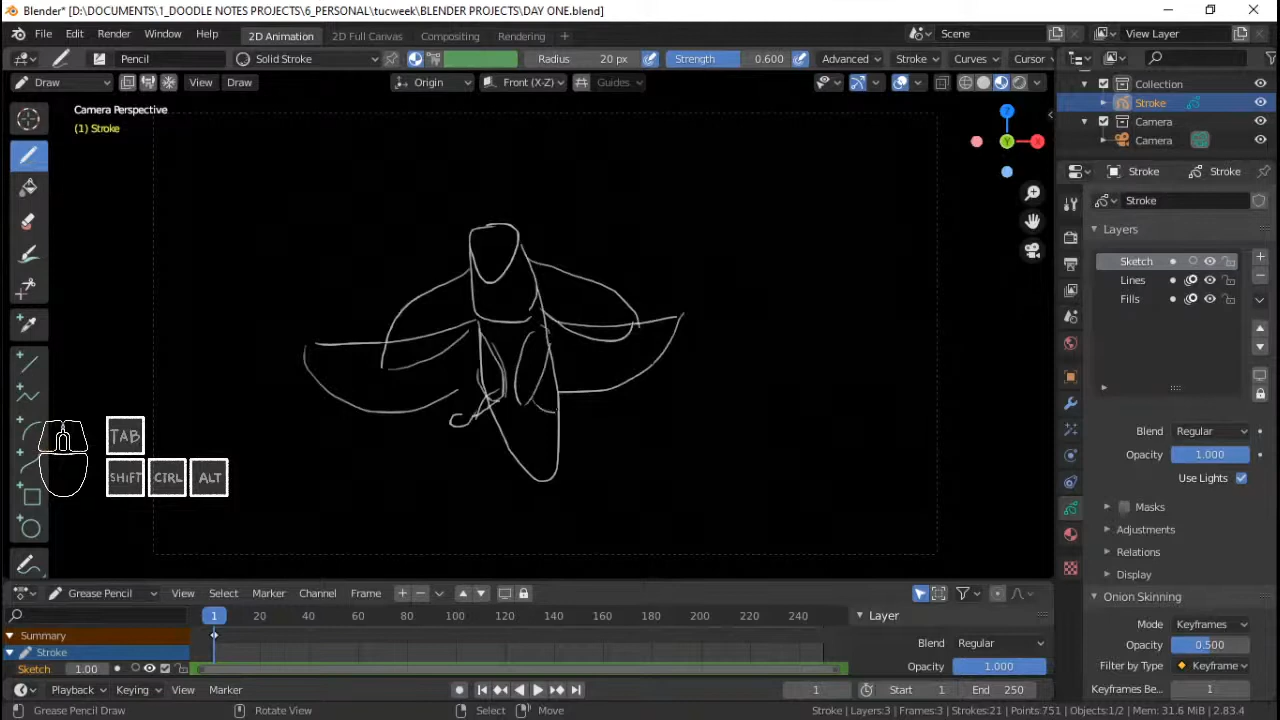 Blender* [D:\DOCUMENTS\1_DOODLE NOTES PROJECTS\6_PERSONAL\tucweek\BLENDER PROJECTS\DAY ONE.blend]
File Edit Render Window Help 2D Animation 2D Full Canvas Compositing Rendering Scene View Layer
Pencil Solid Stroke Radius 20 px Strength 0.600 Advanced Stroke Curves Cursor
Draw View Draw Origin Front (X-Z) Guides
Collection
Stroke
Camera
Camera
Camera Perspective
(1) Stroke
Z
Y
X
Stroke Stroke
Stroke
Layers
Sketch
Lines
Fills
Blend Regular
Opacity 1.000
Use Lights
Masks
Adjustments
Relations
Display
Onion Skinning
Mode Keyframes
Opacity 0.500
Filter by Type Keyframe
Keyframes Be... 1
TAB
SHIFT CTRL ALT
Grease Pencil View Select Marker Channel Frame
1 20 40 60 80 100 120 140 160 180 200 220 240
Summary
Stroke
Sketch 1.00
Layer
Blend Regular
Opacity 1.000
Playback Keying View Marker 1 Start 1 End 250
Grease Pencil Draw Rotate View Select Move Stroke | Layers:3 | Frames:3 | Strokes:21 | Points:751 | Objects:1/2 | Mem: 31.6 MiB | 2.83.4